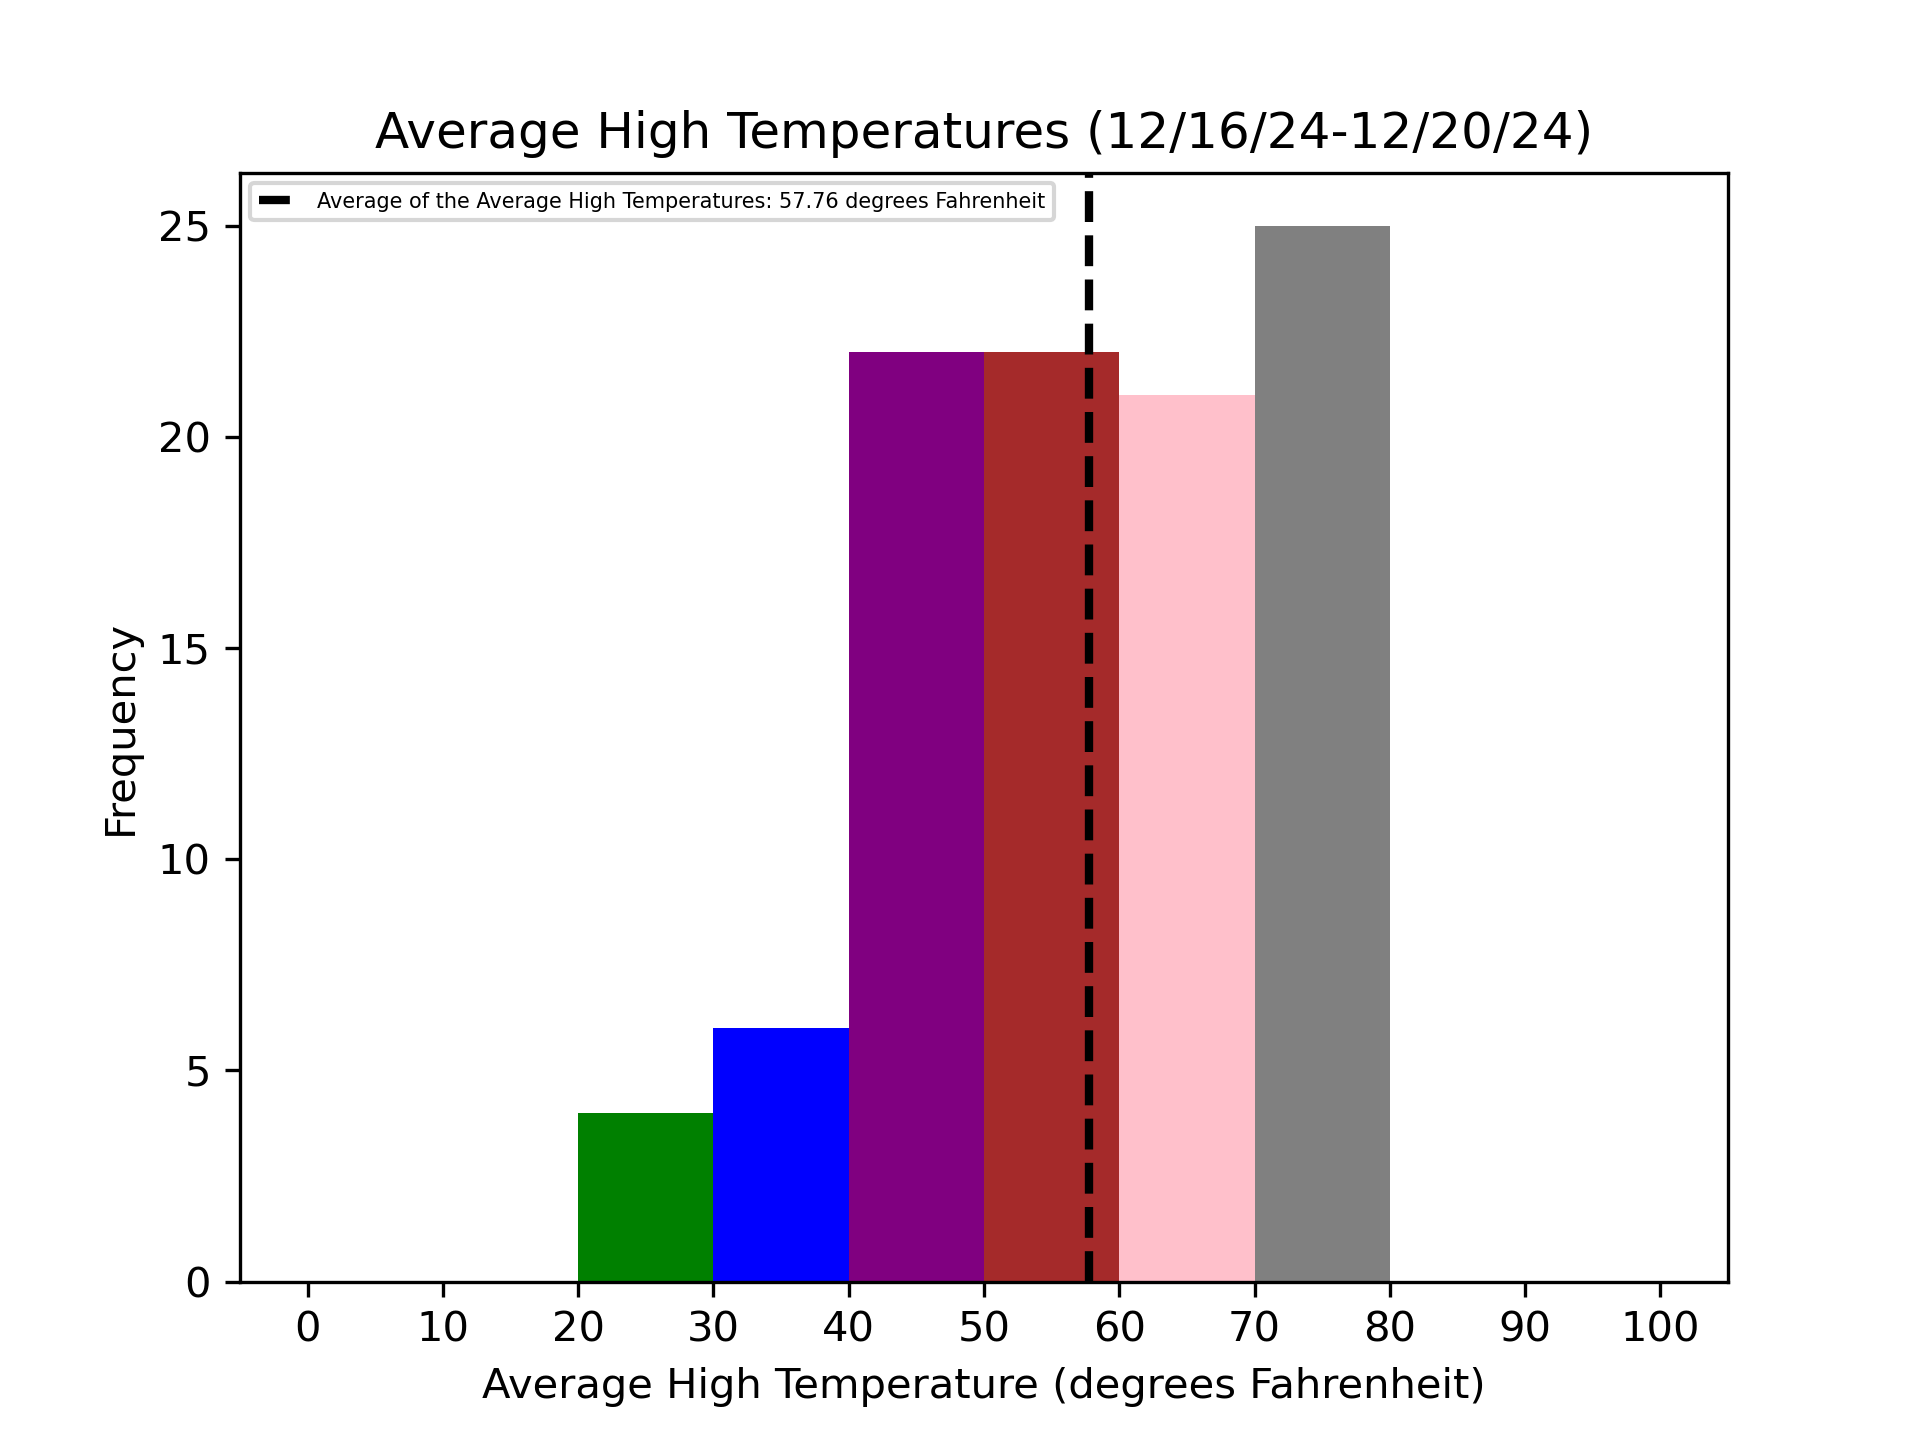 Average High Temperatures (12/16/24-12/20/24)
Average of the Average High Temperatures: 57.76 degrees Fahrenheit
25
20
15
10
5
0
Frequency
0 10 20 30 40 50 60 70 80 90 100
Average High Temperature (degrees Fahrenheit)